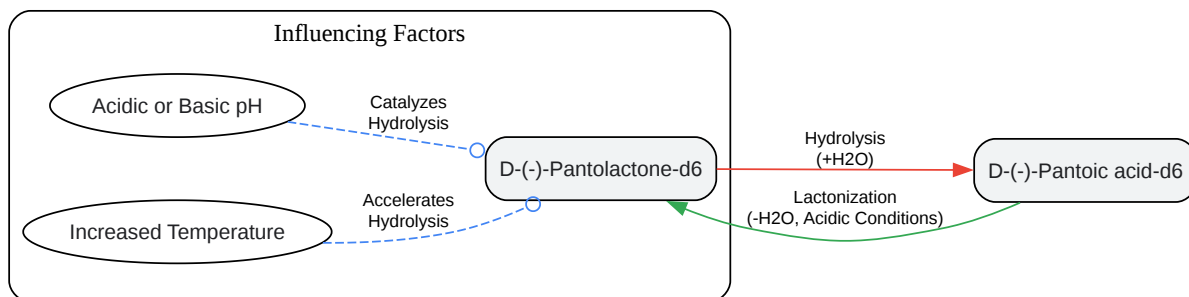 Influencing Factors
Acidic or Basic pH
Catalyzes
Hydrolysis
D-(-)-Pantolactone-d6
Hydrolysis
(+H2O)
D-(-)-Pantoic acid-d6
Increased Temperature
Accelerates
Hydrolysis
Lactonization
(-H2O, Acidic Conditions)